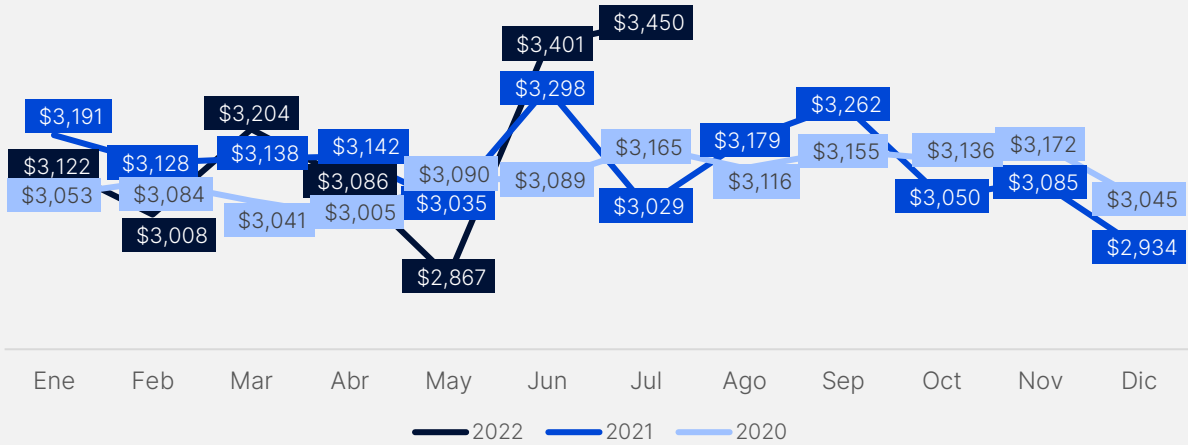 $3,450
$3,401
$3,298
$3,191 $3,204 $3,262
$3,128 $3,138 $3,142 $3,165 $3,179 $3,155 $3,136 $3,172
$3,122 $3,086 $3,090 $3,089 $3,116 $3,085
$3,053 $3,084 $3,041 $3,005 $3,035 $3,029 $3,050 $3,045
$3,008 $2,934
$2,867
Ene Feb Mar Abr May Jun Jul Ago Sep Oct Nov Dic
2022 2021 2020